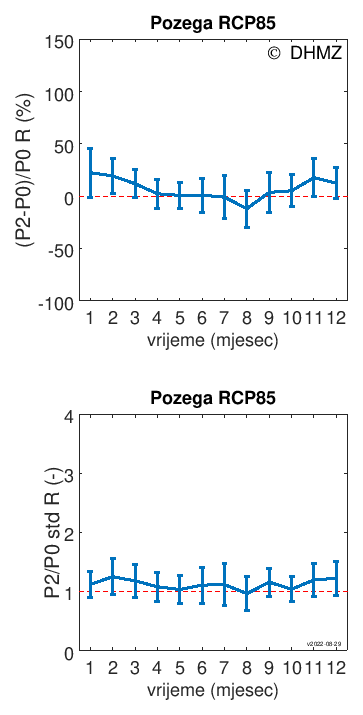 Pozega RCP85
© DHMZ
(P2-P0)/P0 R (%)
150
100
50
0
-50
-100
1 2 3 4 5 6 7 8 9 10 11 12
vrijeme (mjesec)
Pozega RCP85
P2/P0 std R (-)
4
3
2
1
0
v2022-08-29
1 2 3 4 5 6 7 8 9 10 11 12
vrijeme (mjesec)